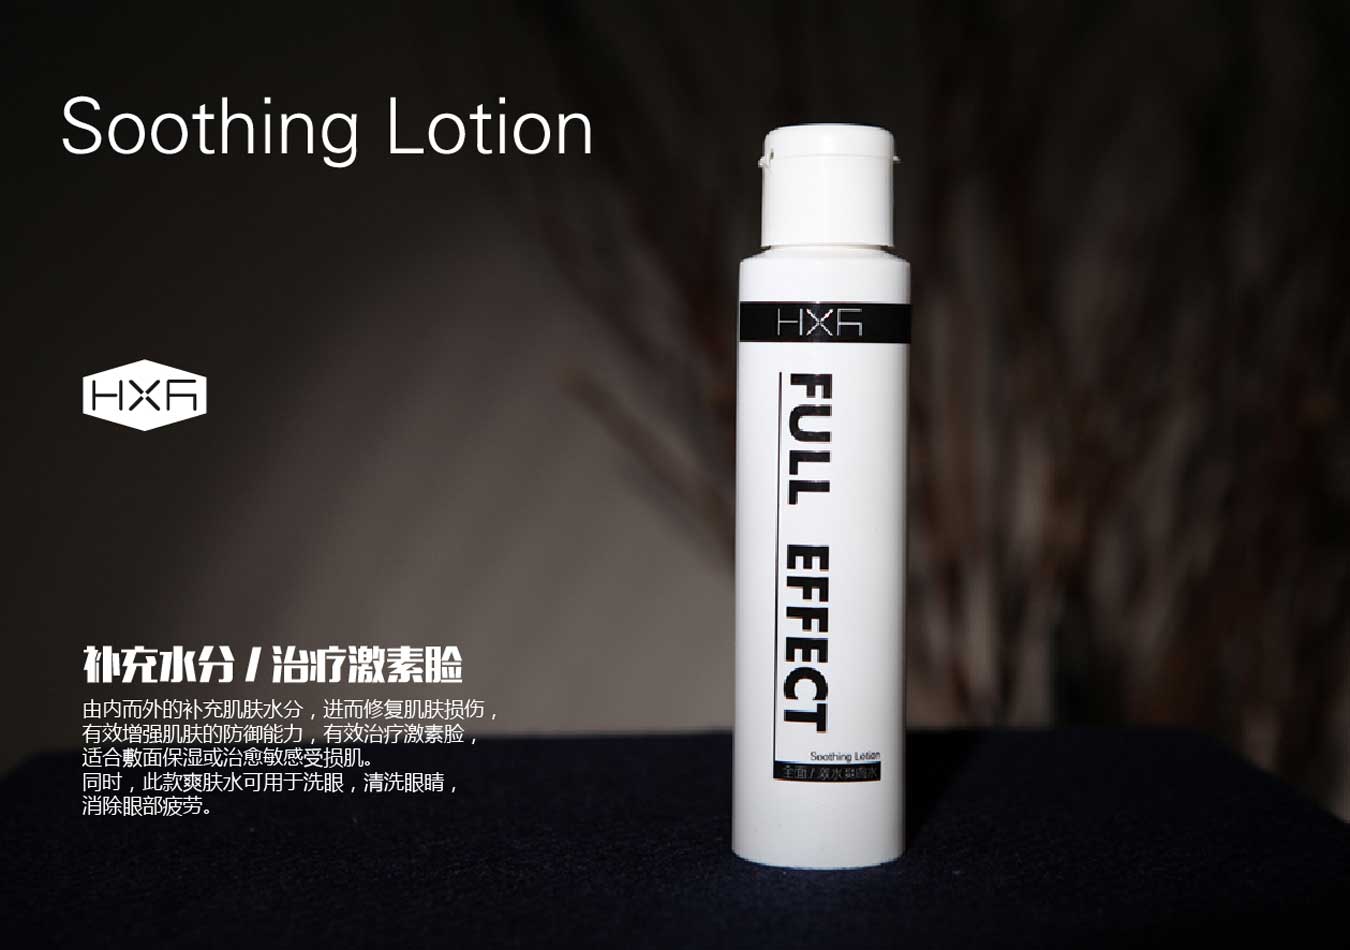 Soothing Lotion
HXA
补充水分 / 治疗激素脸
由内而外的补充肌肤水分，进而修复肌肤损伤，
有效增强肌肤的防御能力，有效治疗激素脸，
适合敷面保湿或治愈敏感受损肌。
同时，此款爽肤水可用于洗眼，清洗眼睛，
消除眼部疲劳。
HXA
FULL EFFECT
Soothing Lotion